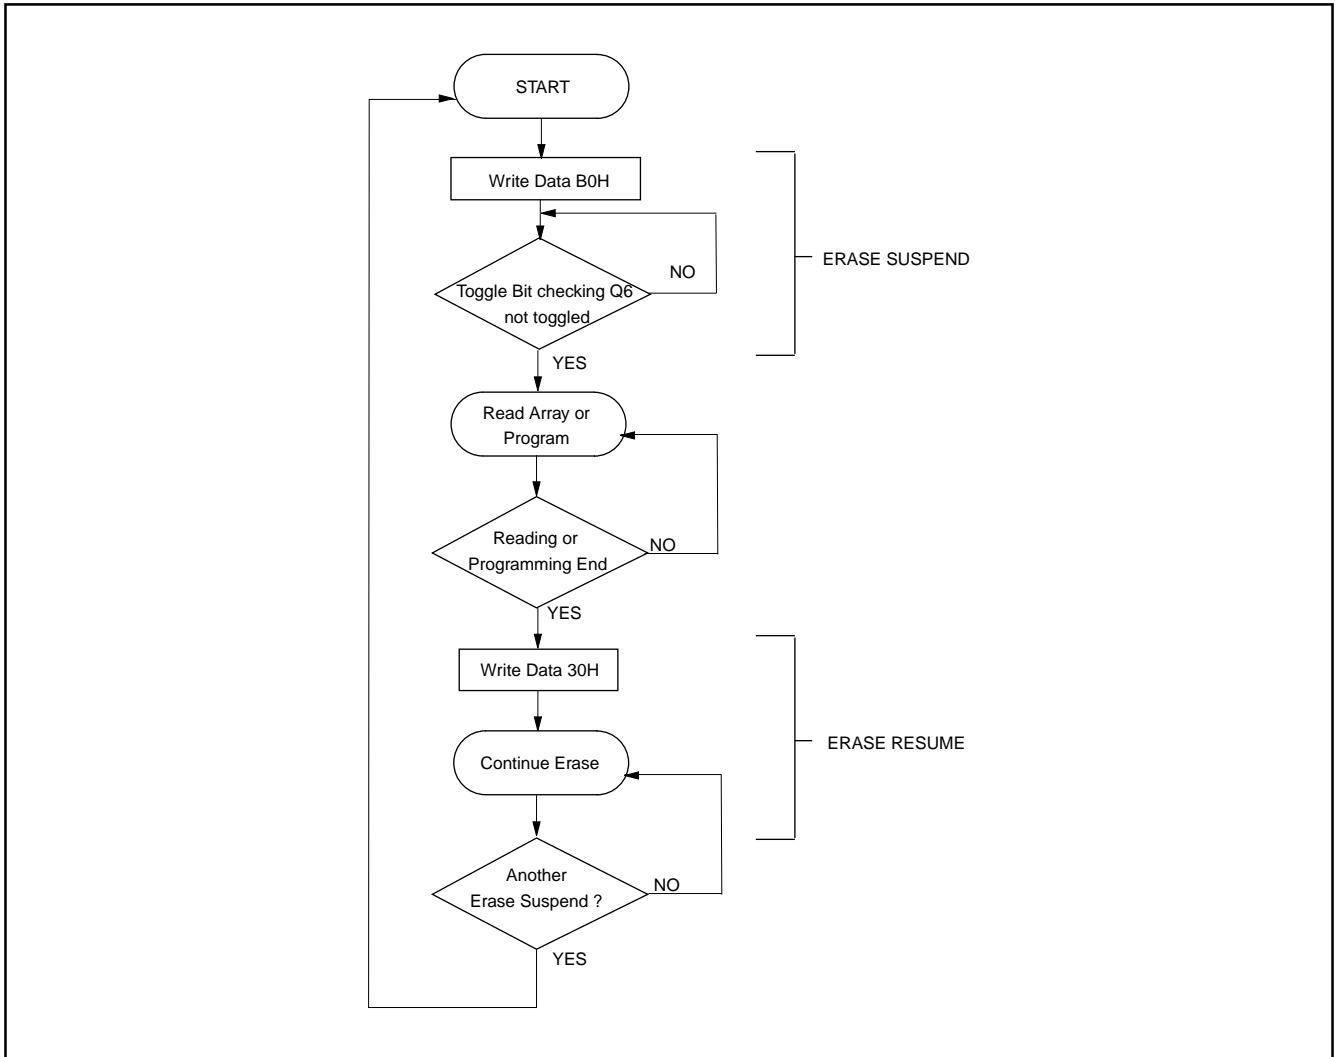 START
Write Data B0H
ERASE SUSPEND
NO
Toggle Bit checking Q6
not toggled
YES
Read Array or
Program
Reading or
Programming End
NO
YES
Write Data 30H
ERASE RESUME
Continue Erase
Another
Erase Suspend ?
NO
YES